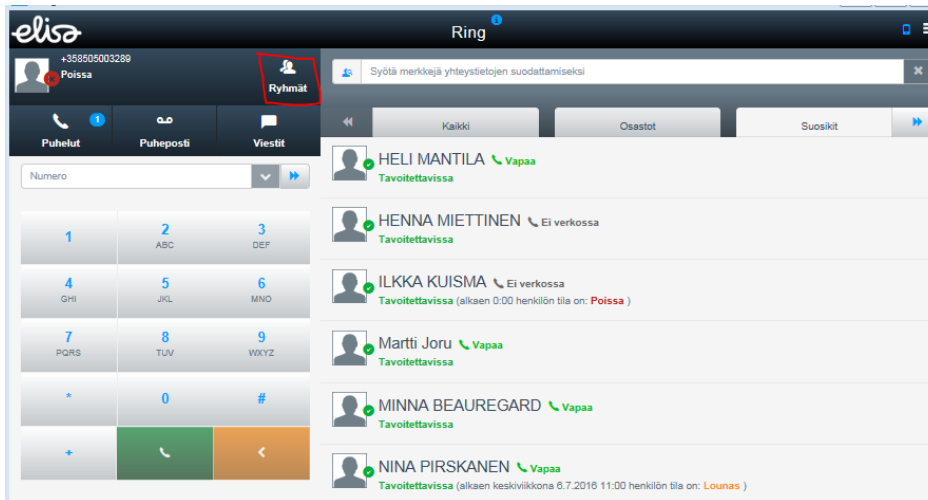 elisa
Ring
+358505003289
Poissa
Ryhmät
Syötä merkkejä yhteystietojen suodattamiseksi
1
Puhelut
Puheposti
Viestit
Kaikki
Osastot
Suosikit
Numero
1
2
ABC
3
DEF
4
GHI
5
JKL
6
MNO
7
PQRS
8
TUV
9
WXYZ
*
0
#
+
HELI MANTILA Vapaa
Tavoitettavissa
HENNA MIETTINEN Ei verkossa
Tavoitettavissa
ILKKA KUISMA Ei verkossa
Tavoitettavissa (alkaen 0:00 henkilön tila on: Poissa )
Martti Joru Vapaa
Tavoitettavissa
MINNA BEAUREGARD Vapaa
Tavoitettavissa
NINA PIRSKANEN Vapaa
Tavoitettavissa (alkaen keskiviikkona 6.7.2016 11:00 henkilön tila on: Lounas )